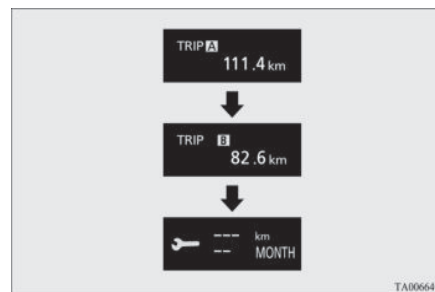 TRIP A
111.4 km
TRIP B
82.6 km
--- km
-- MONTH
TA00664